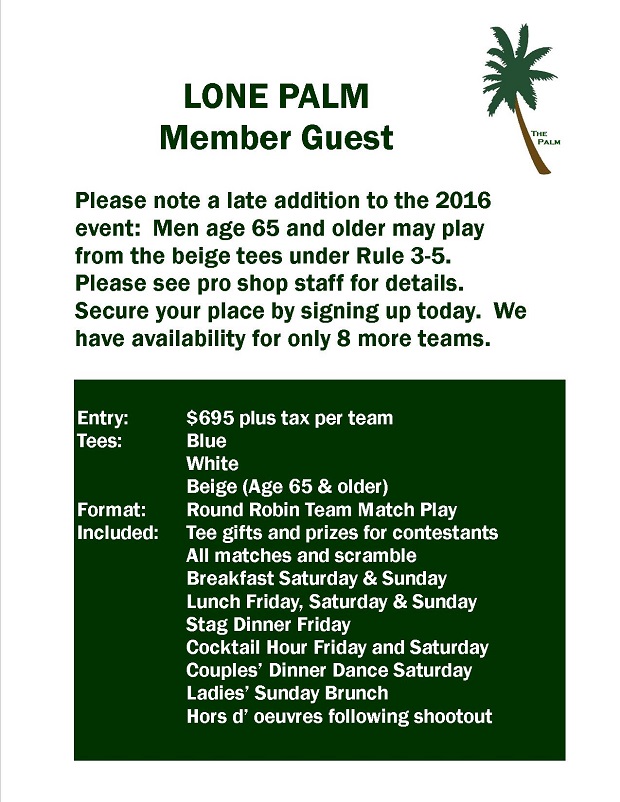 LONE PALM
Member Guest
The
Palm
Please note a late addition to the 2016
event:  Men age 65 and older may play
from the beige tees under Rule 3-5.
Please see pro shop staff for details.
Secure your place by signing up today.  We
have availability for only 8 more teams.
Entry: $695 plus tax per team
Tees: Blue
White
Beige (Age 65 & older)
Format: Round Robin Team Match Play
Included: Tee gifts and prizes for contestants
All matches and scramble
Breakfast Saturday & Sunday
Lunch Friday, Saturday & Sunday
Stag Dinner Friday
Cocktail Hour Friday and Saturday
Couples’ Dinner Dance Saturday
Ladies’ Sunday Brunch
Hors d’ oeuvres following shootout